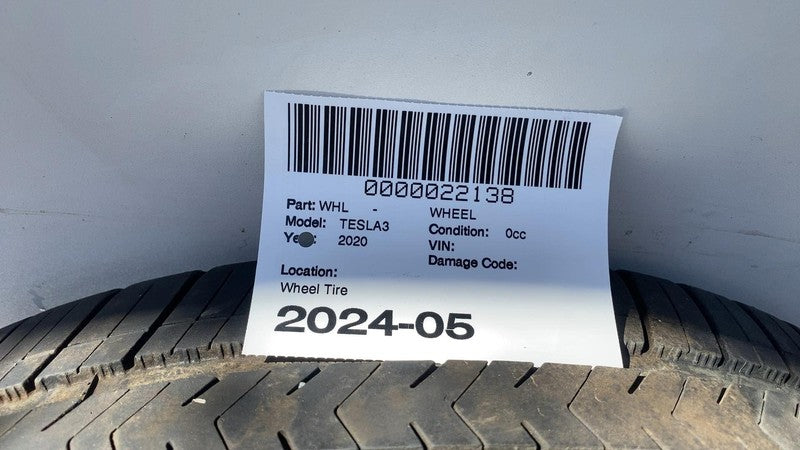 0000022138
Part: WHL - WHEEL
Model: TESLA3 Condition: 0cc
2020 VIN:
Damage Code:
Location:
Wheel Tire
2024-05